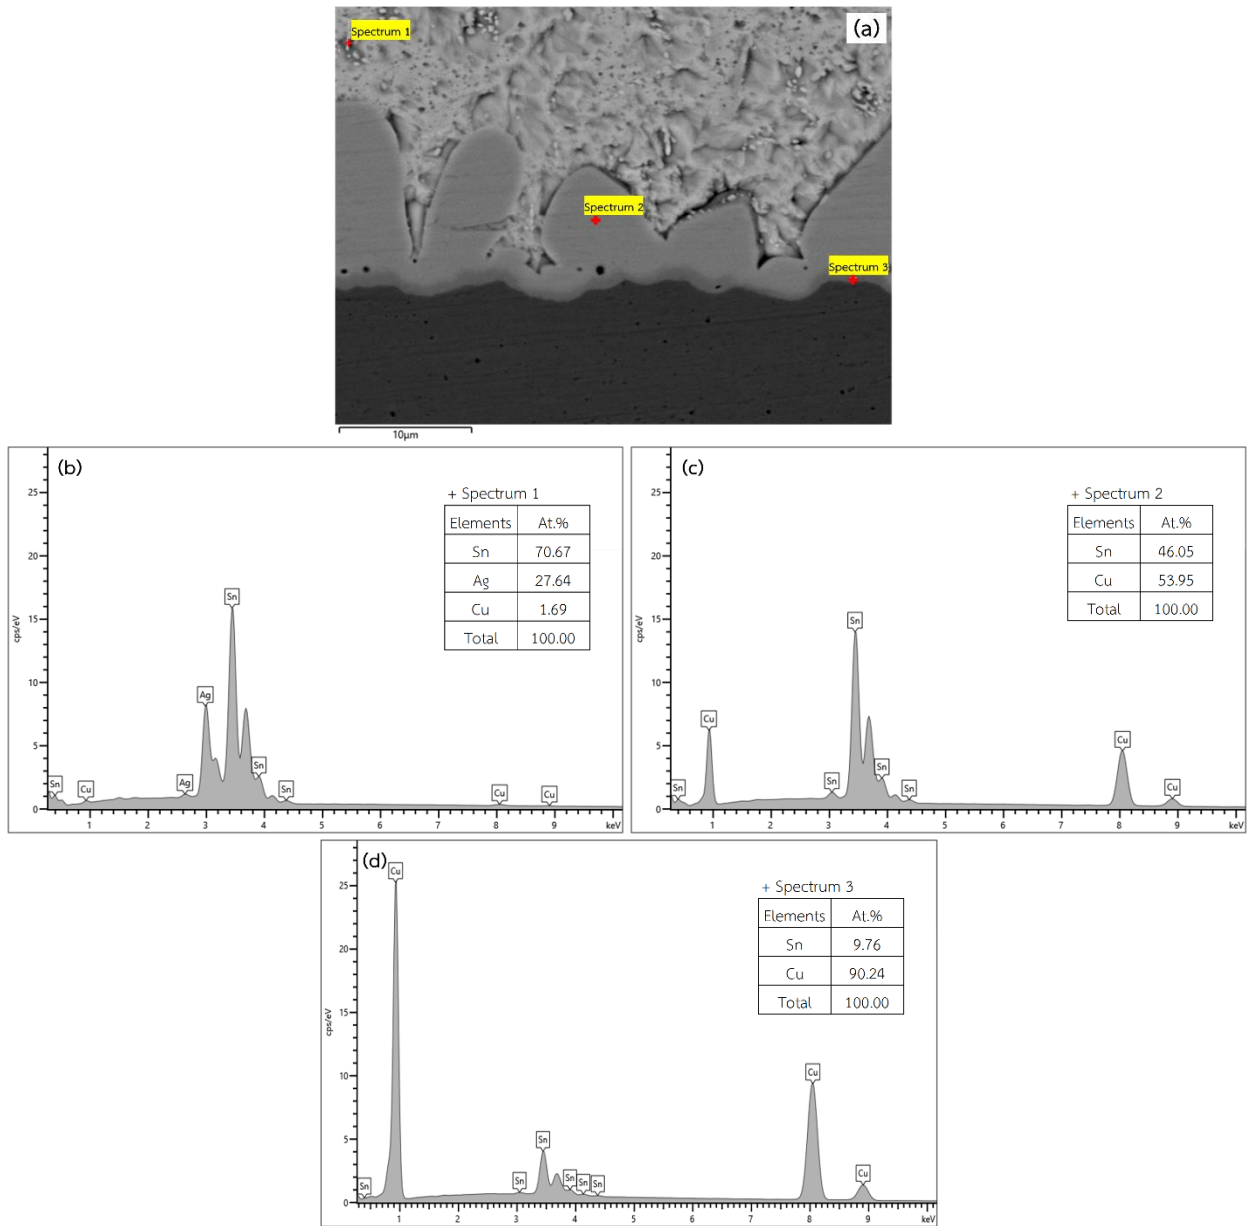 Spectrum 1
(a)
Spectrum 2
Spectrum 3
10μm
(b)
+ Spectrum 1
Elements At.%
Sn 70.67
Ag 27.64
Cu 1.69
Total 100.00
25
20
15
10
5
0
cps/eV
Sn
Cu
Ag
Ag
Sn
Sn
Sn
Cu
Cu
1 2 3 4 5 6 7 8 9 keV
(c)
+ Spectrum 2
Elements At.%
Sn 46.05
Cu 53.95
Total 100.00
25
20
15
10
5
0
cps/eV
Sn
Cu
Sn
Sn
Sn
Sn
Cu
Cu
1 2 3 4 5 6 7 8 9 keV
(d)
+ Spectrum 3
Elements At.%
Sn 9.76
Cu 90.24
Total 100.00
25
20
15
10
5
0
cps/eV
Sn
Cu
Sn
Sn
Sn
Sn
Sn
Cu
Cu
1 2 3 4 5 6 7 8 9 keV